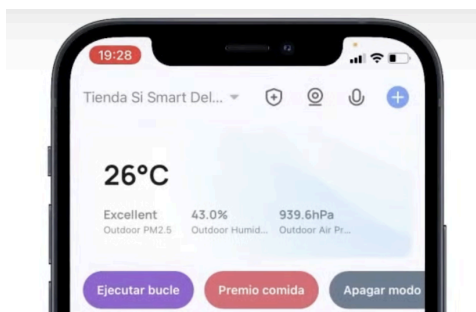 19:28
Tienda Si Smart Del...
26°C
Excellent 43.0% 939.6hPa
Outdoor PM2.5 Outdoor Humid... Outdoor Air Pr...
Ejecutar bucle Premio comida Apagar modo